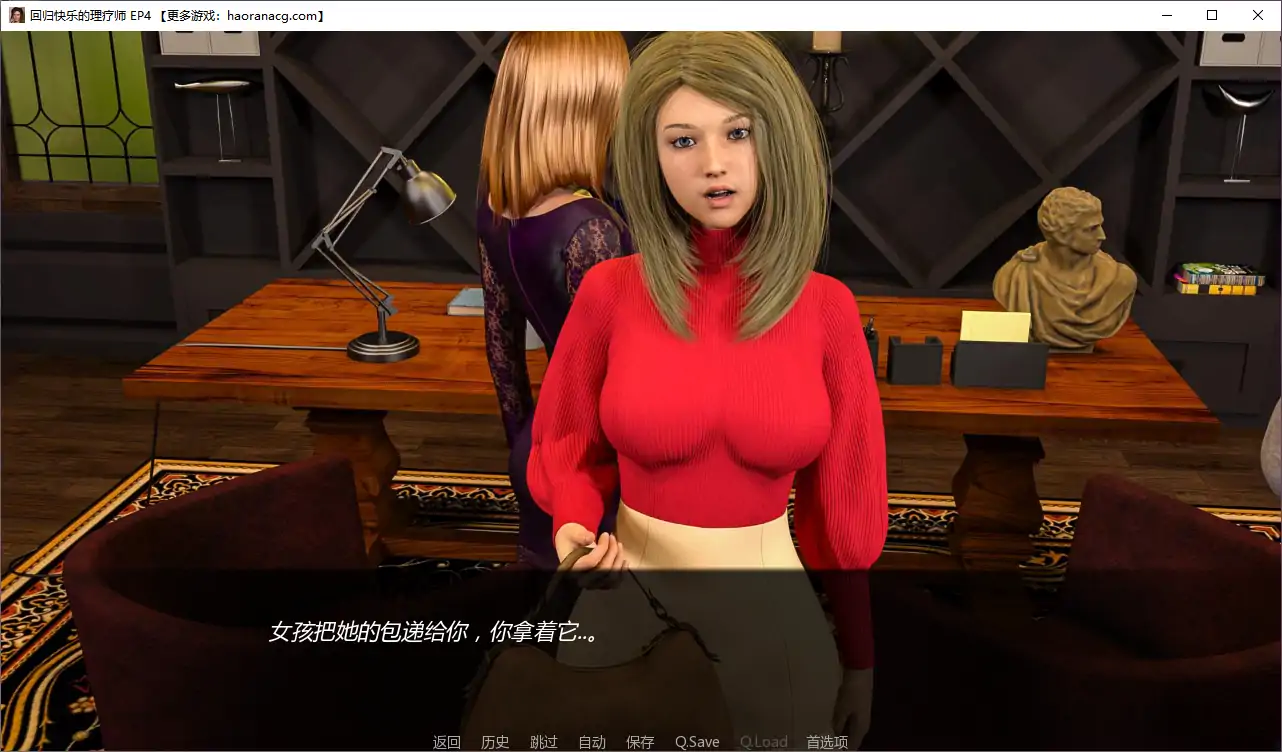 回归快乐的理疗师 EP4 【更多游戏：haoranacg.com】
女孩把她的包递给你，你拿着它...。
返回 历史 跳过 自动 保存 Q.Save Q.Load 首选项